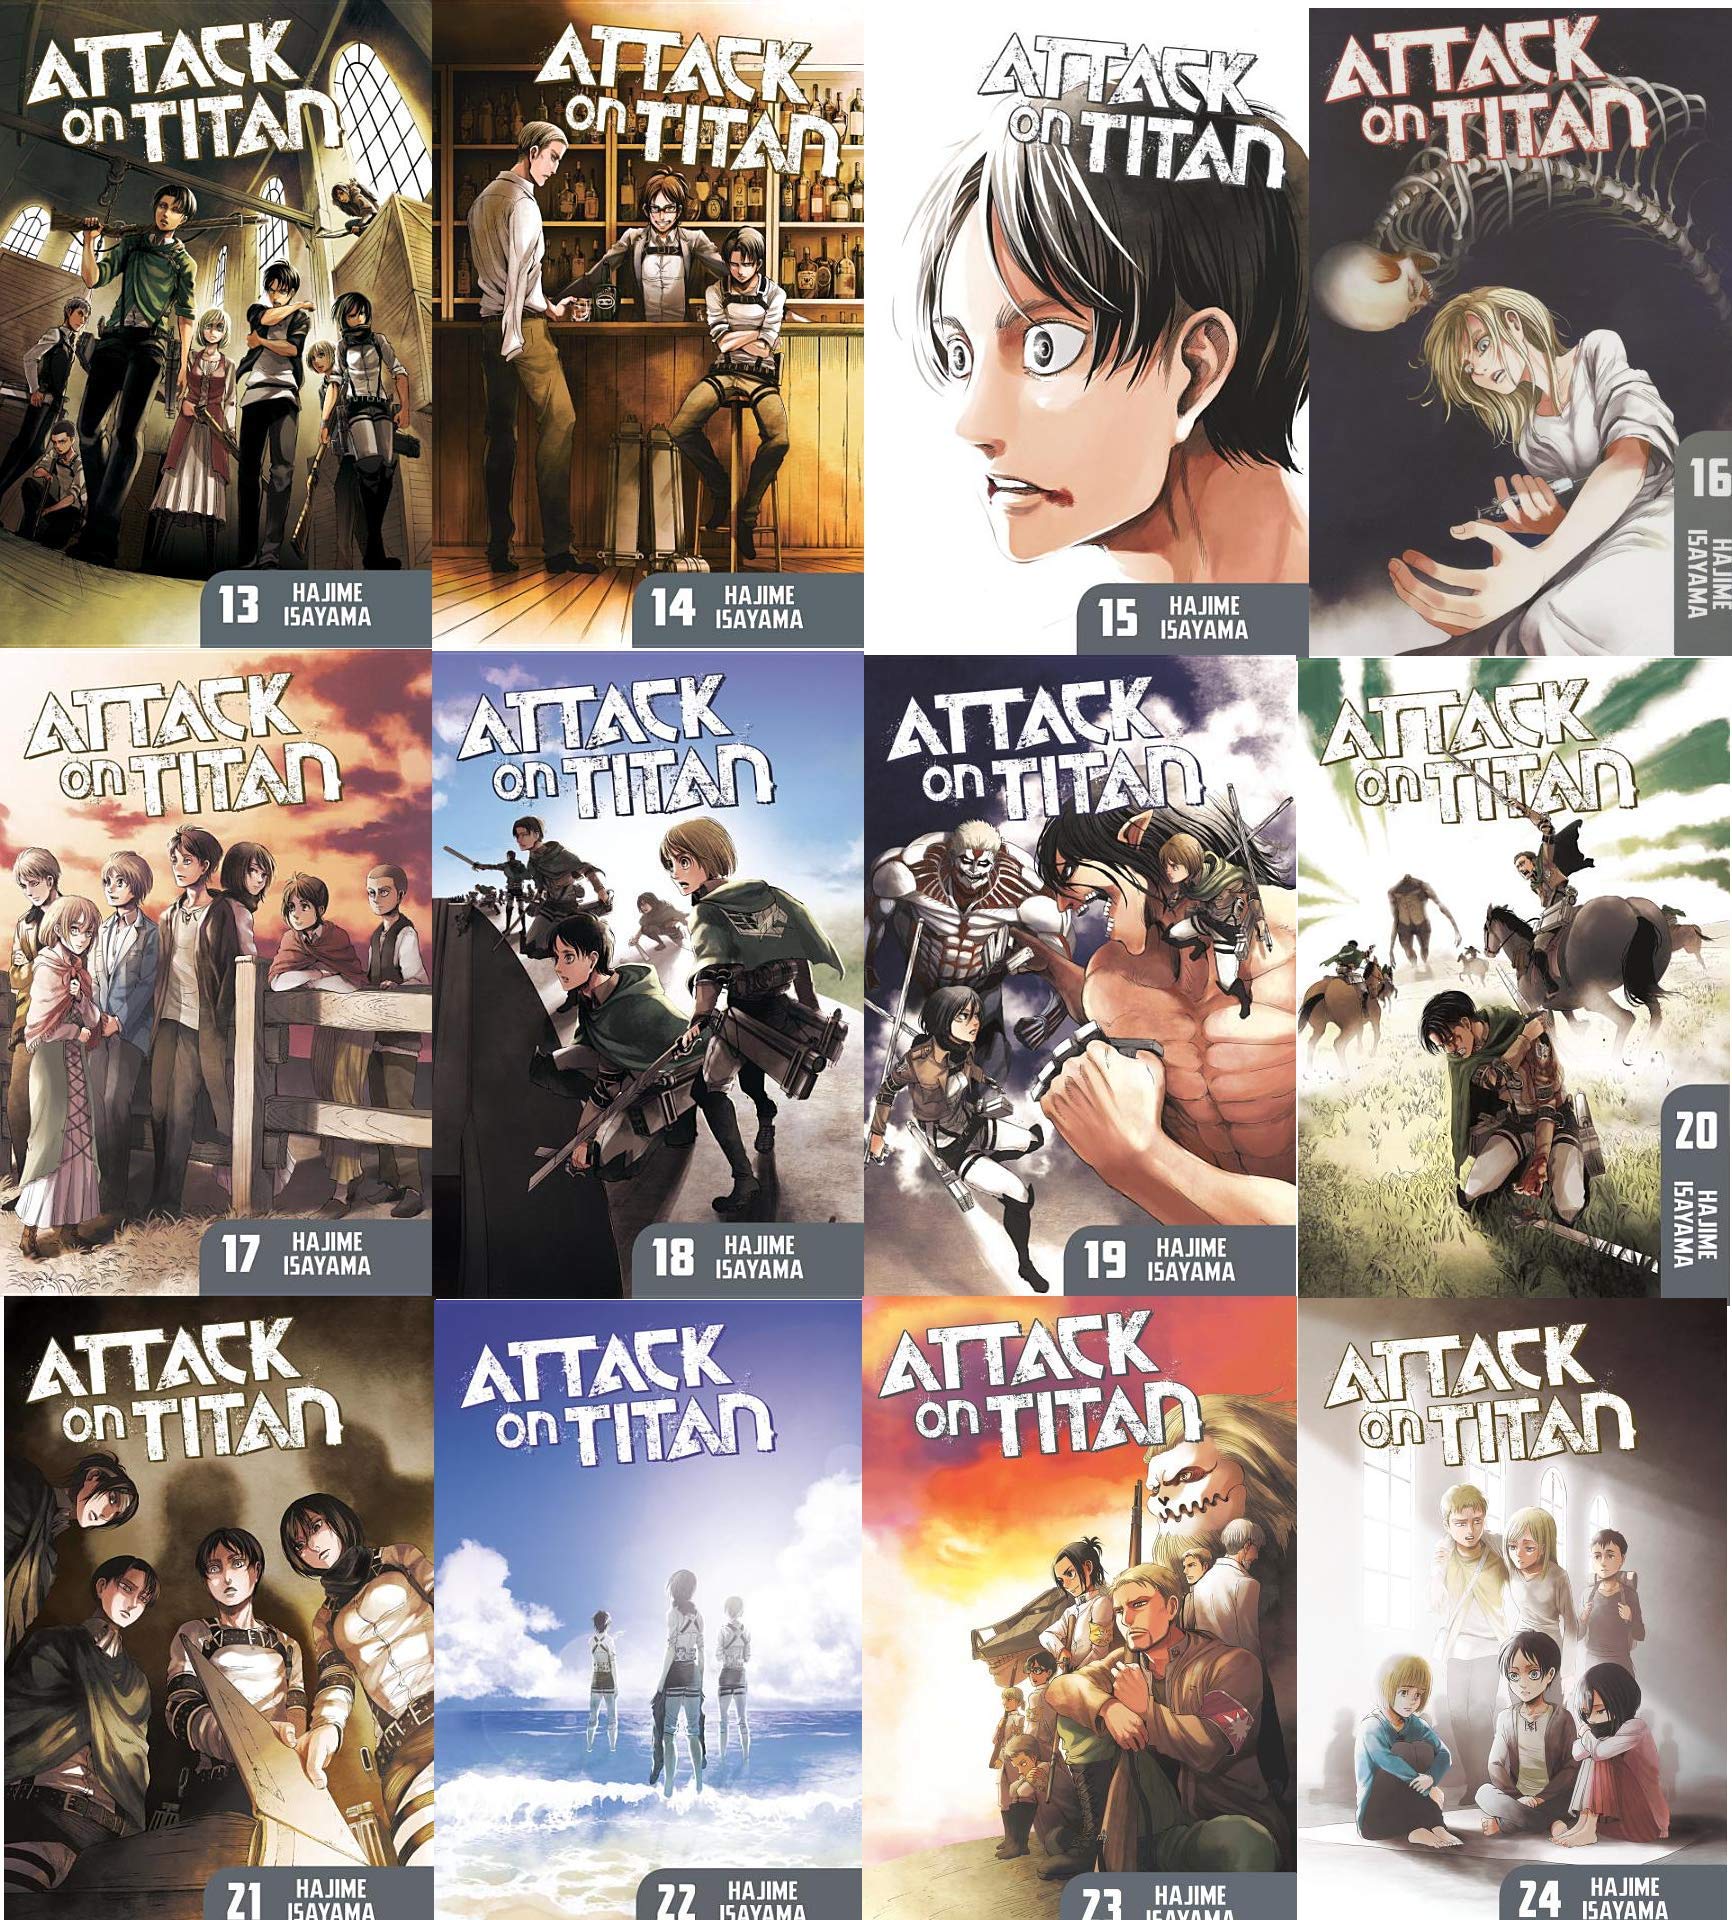 ATTACK
on TITAN
13 HAJIME
ISAYAMA
ATTACK
on TITAN
14 HAJIME
ISAYAMA
ATTACK
on TITAN
15 HAJIME
ISAYAMA
ATTACK
on TITAN
16
HAJIME
ISAYAMA
ATTACK
on TITAN
17 HAJIME
ISAYAMA
ATTACK
on TITAN
18 HAJIME
ISAYAMA
ATTACK
on TITAN
19 HAJIME
ISAYAMA
ATTACK
on TITAN
20
HAJIME
ISAYAMA
ATTACK
on TITAN
21 HAJIME
ISAYAMA
ATTACK
on TITAN
22 HAJIME
ISAYAMA
ATTACK
on TITAN
23 HAJIME
ISAYAMA
ATTACK
on TITAN
24 HAJIME
ISAYAMA